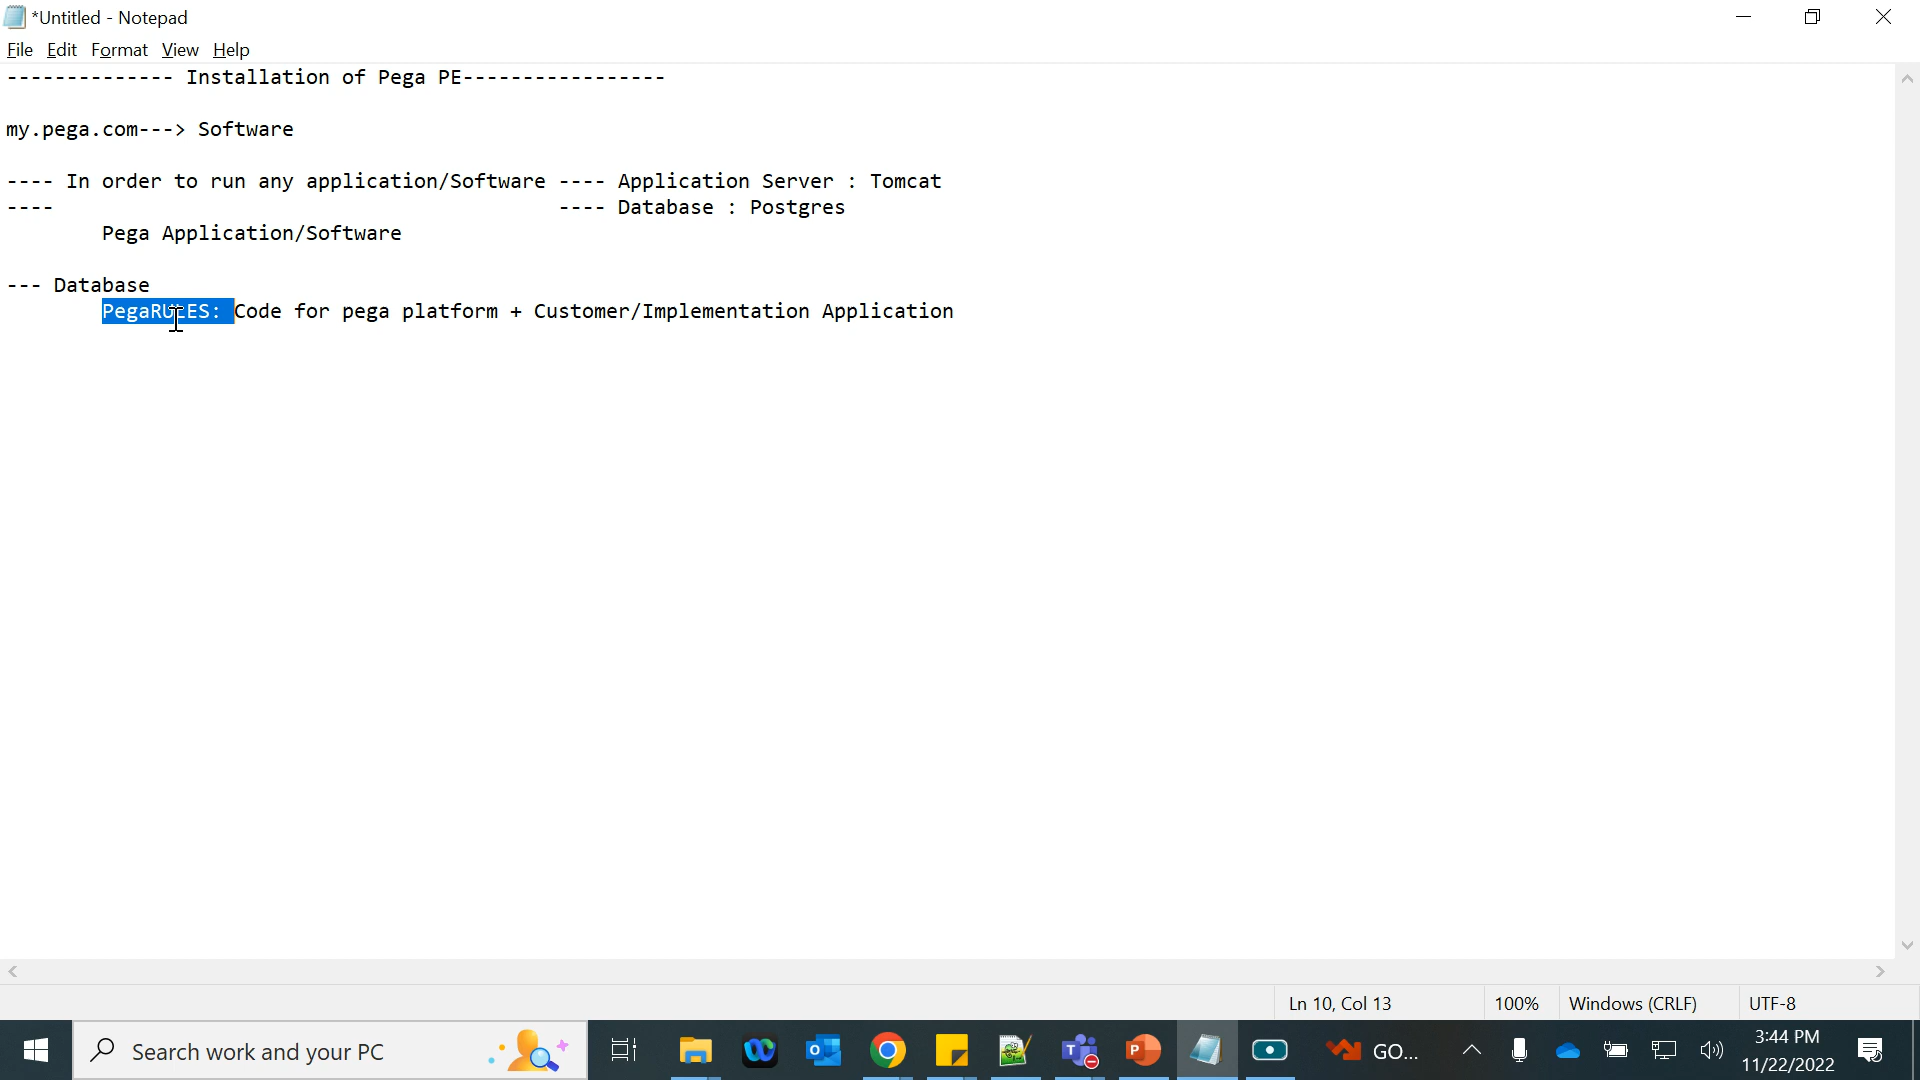 *Untitled - Notepad
File Edit Format View Help
-------------- Installation of Pega PE-----------------
my.pega.com---> Software
---- In order to run any application/Software ---- Application Server : Tomcat
---- ---- Database : Postgres
Pega Application/Software
--- Database
PegaRULES: Code for pega platform + Customer/Implementation Application
Ln 10, Col 13 100% Windows (CRLF) UTF-8
Search work and your PC
GO...
3:44 PM
11/22/2022